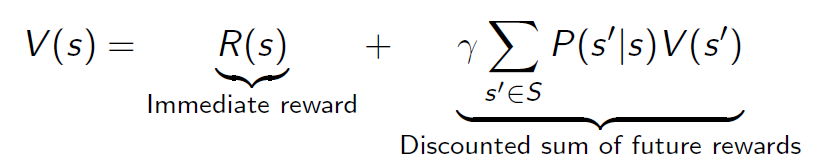 V(s) = R(s) + γ ∑ P(s′|s)V(s′)
s′∈S
Immediate reward
Discounted sum of future rewards